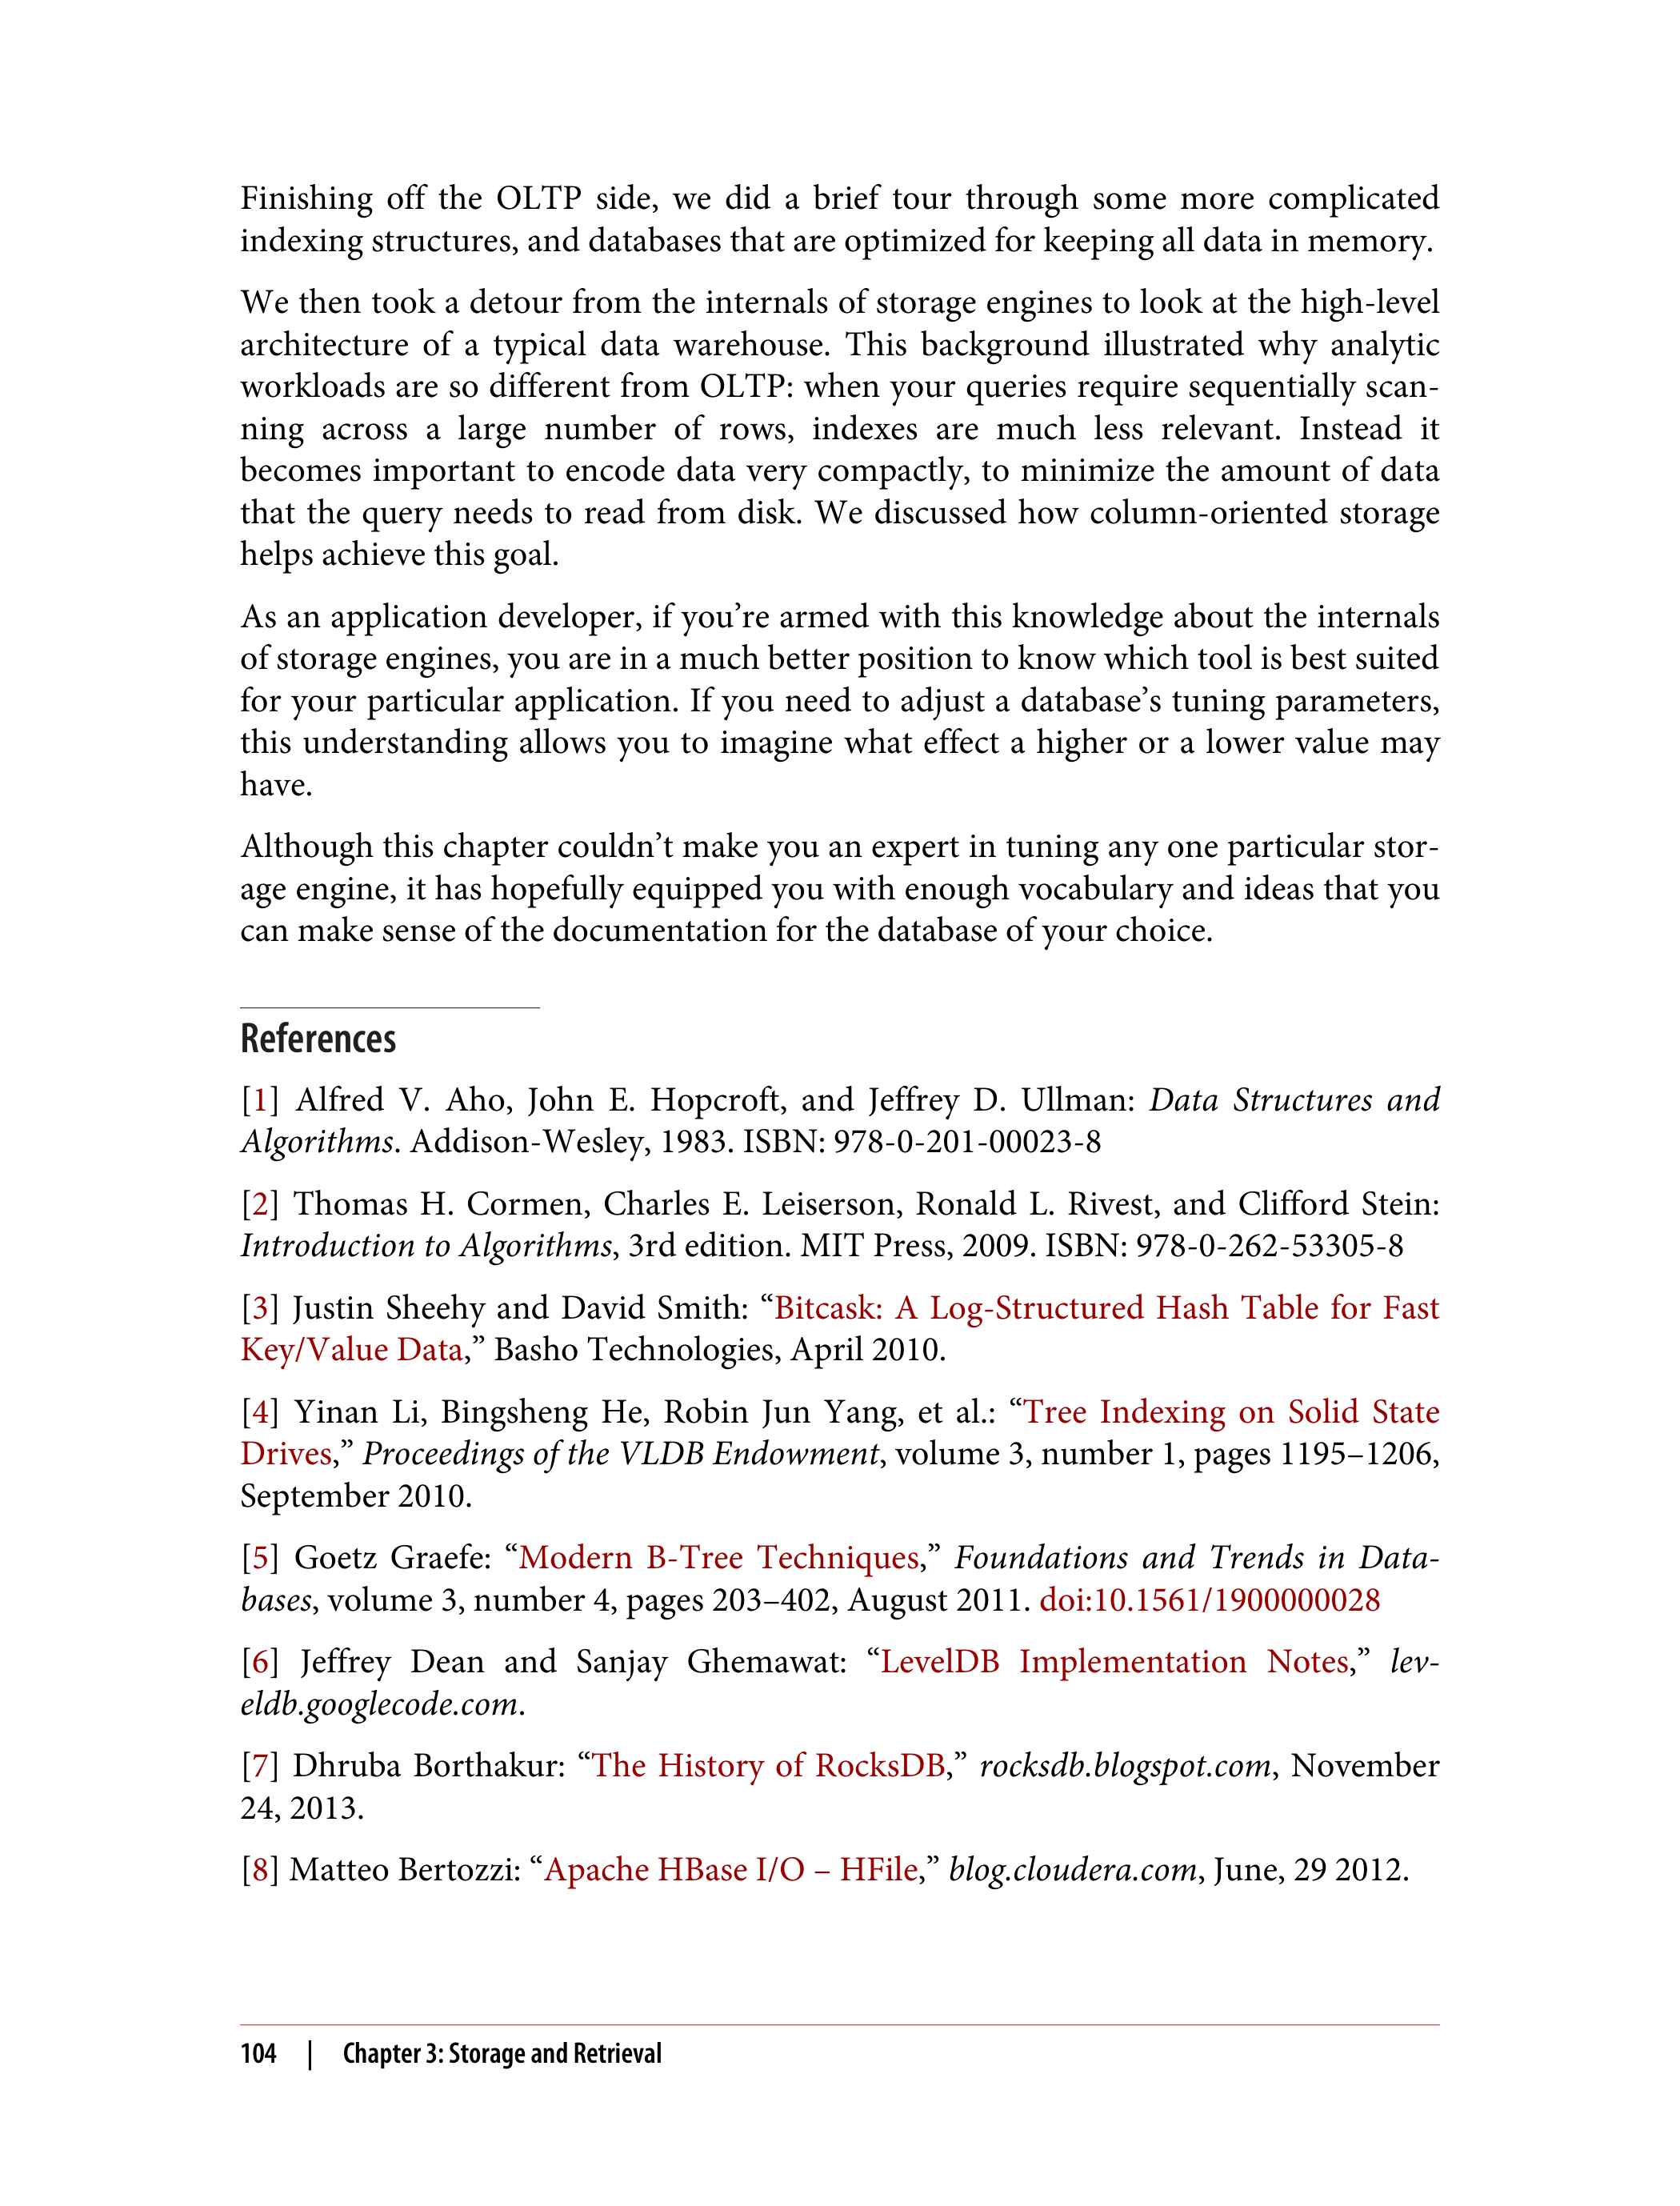 Finishing off the OLTP side, we did a brief tour through some more complicated
indexing structures, and databases that are optimized for keeping all data in memory.
We then took a detour from the internals of storage engines to look at the high-level
architecture of a typical data warehouse. This background illustrated why analytic
workloads are so different from OLTP: when your queries require sequentially scan-
ning across a large number of rows, indexes are much less relevant. Instead it
becomes important to encode data very compactly, to minimize the amount of data
that the query needs to read from disk. We discussed how column-oriented storage
helps achieve this goal.
As an application developer, if you’re armed with this knowledge about the internals
of storage engines, you are in a much better position to know which tool is best suited
for your particular application. If you need to adjust a database’s tuning parameters,
this understanding allows you to imagine what effect a higher or a lower value may
have.
Although this chapter couldn’t make you an expert in tuning any one particular stor-
age engine, it has hopefully equipped you with enough vocabulary and ideas that you
can make sense of the documentation for the database of your choice.
References
[1] Alfred V. Aho, John E. Hopcroft, and Jeffrey D. Ullman: Data Structures and
Algorithms. Addison-Wesley, 1983. ISBN: 978-0-201-00023-8
[2] Thomas H. Cormen, Charles E. Leiserson, Ronald L. Rivest, and Clifford Stein:
Introduction to Algorithms, 3rd edition. MIT Press, 2009. ISBN: 978-0-262-53305-8
[3] Justin Sheehy and David Smith: “Bitcask: A Log-Structured Hash Table for Fast
Key/Value Data,” Basho Technologies, April 2010.
[4] Yinan Li, Bingsheng He, Robin Jun Yang, et al.: “Tree Indexing on Solid State
Drives,” Proceedings of the VLDB Endowment, volume 3, number 1, pages 1195–1206,
September 2010.
[5] Goetz Graefe: “Modern B-Tree Techniques,” Foundations and Trends in Data-
bases, volume 3, number 4, pages 203–402, August 2011. doi:10.1561/1900000028
[6] Jeffrey Dean and Sanjay Ghemawat: “LevelDB Implementation Notes,” lev-
eldb.googlecode.com.
[7] Dhruba Borthakur: “The History of RocksDB,” rocksdb.blogspot.com, November
24, 2013.
[8] Matteo Bertozzi: “Apache HBase I/O – HFile,” blog.cloudera.com, June, 29 2012.
104 | Chapter 3: Storage and Retrieval